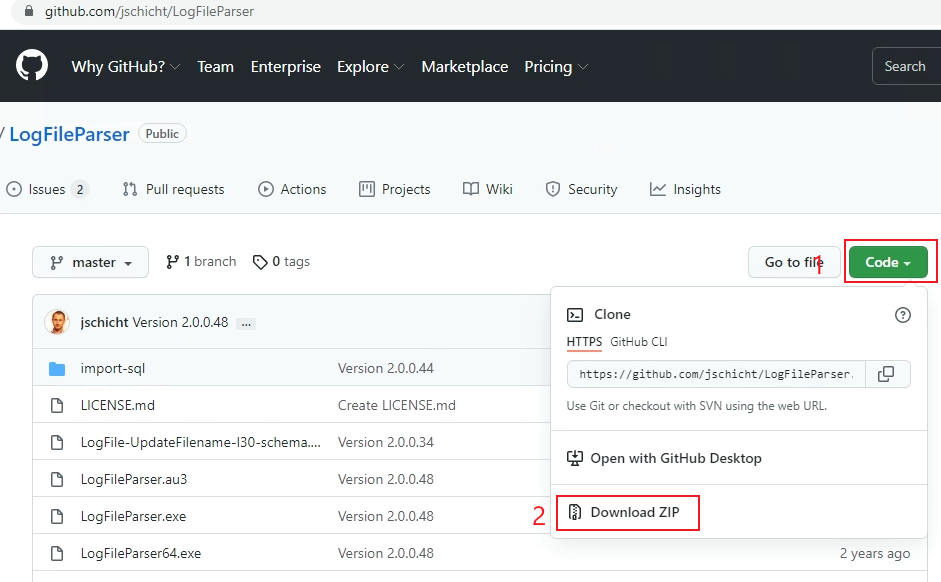 github.com/jschicht/LogFileParser
Why GitHub? Team Enterprise Explore Marketplace Pricing Search
/ LogFileParser Public
Issues 2 Pull requests Actions Projects Wiki Security Insights
master 1 branch 0 tags Go to file 1 Code
jschicht Version 2.0.0.48 ...
import-sql Version 2.0.0.44
LICENSE.md Create LICENSE.md
LogFile-UpdateFilename-I30-schema.... Version 2.0.0.34
LogFileParser.au3 Version 2.0.0.48
LogFileParser.exe Version 2.0.0.48
LogFileParser64.exe Version 2.0.0.48 2 years ago
Clone
HTTPS GitHub CLI
https://github.com/jschicht/LogFileParser.
Use Git or checkout with SVN using the web URL.
Open with GitHub Desktop
2 Download ZIP